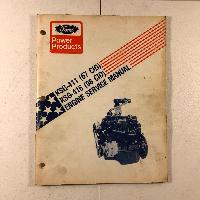 Ford
Power
Products
KSG-411 (67 CID),
KSG-416 (98 CID)
ENGINE SERVICE MANUAL